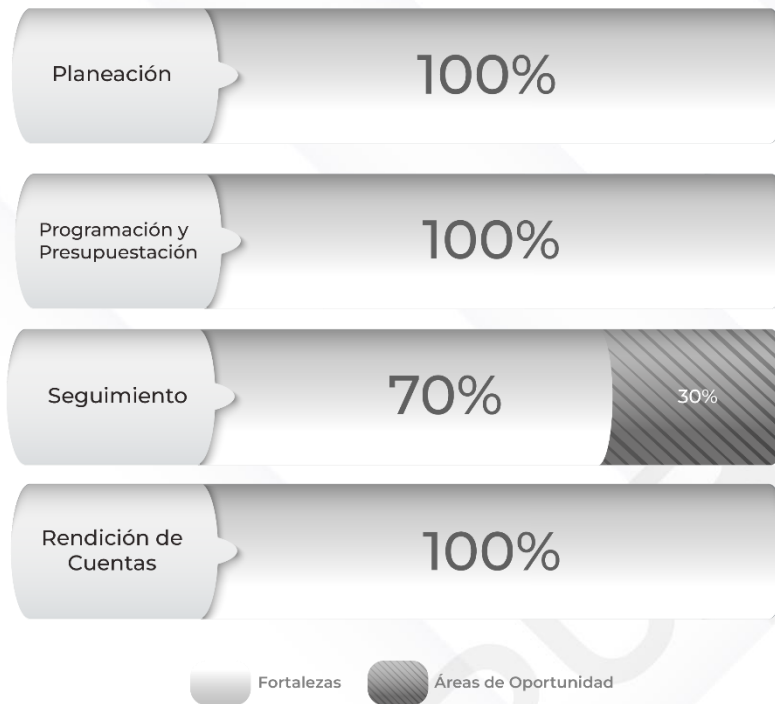 Planeación
100%
Programación y
Presupuestación
100%
Seguimiento
70%
30%
Rendición de
Cuentas
100%
Fortalezas
Áreas de Oportunidad